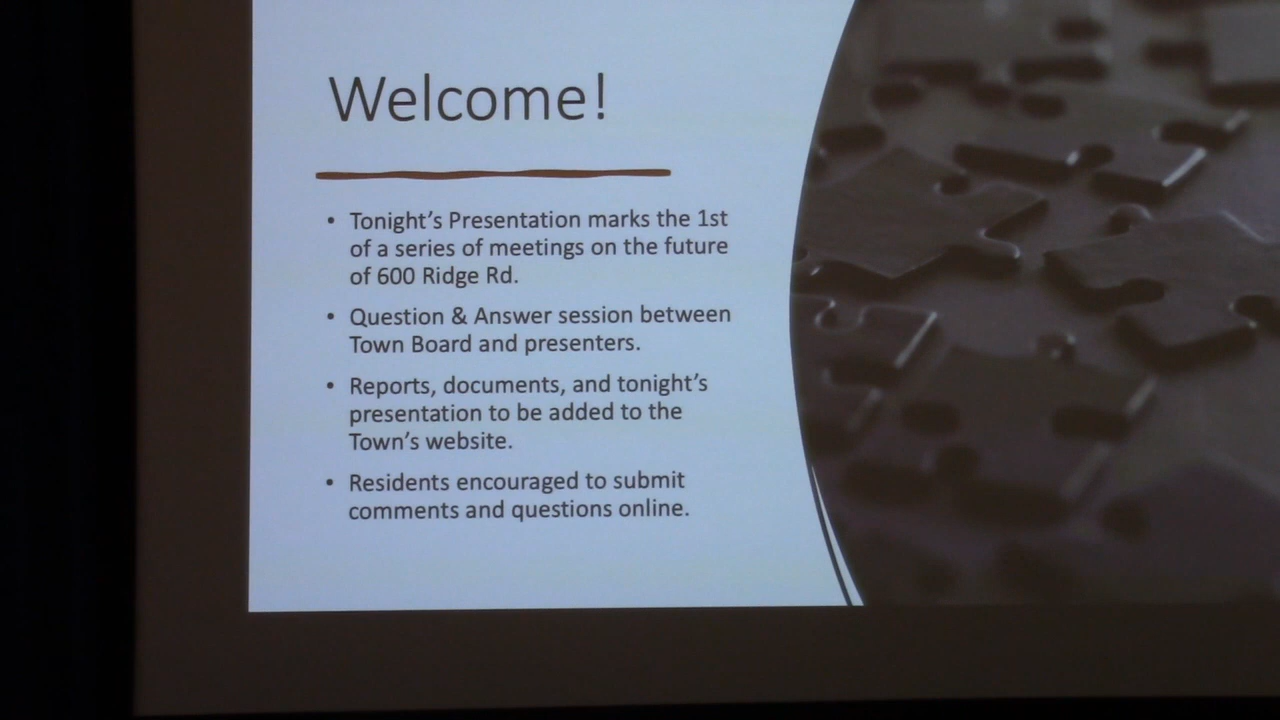 Welcome!
• Tonight's Presentation marks the 1st
of a series of meetings on the future
of 600 Ridge Rd.
• Question & Answer session between
Town Board and presenters.
• Reports, documents, and tonight's
presentation to be added to the
Town's website.
• Residents encouraged to submit
comments and questions online.